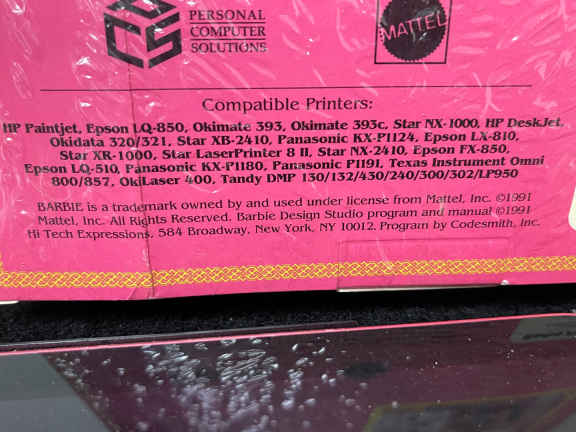 PCS
PERSONAL
COMPUTER
SOLUTIONS
MATTEL
Compatible Printers:
HP Paintjet, Epson LQ-850, Okimate 393, Okimate 393c, Star NX-1000, HP DeskJet,
Okidata 320/321, Star XB-2410, Panasonic KX-P1124, Epson LX-810,
Star XR-1000, Star LaserPrinter 8 II, Star NX-2410, Epson FX-850,
Epson LQ-510, Panasonic KX-P1180, Panasonic P1191, Texas Instrument Omni
800/857, OkiLaser 400, Tandy DMP 130/132/430/240/300/302/LP950
BARBIE is a trademark owned by and used under license from Mattel, Inc. ©1991
Mattel, Inc. All Rights Reserved. Barbie Design Studio program and manual ©1991
Hi Tech Expressions, 584 Broadway, New York, NY 10012. Program by Codesmith, Inc.